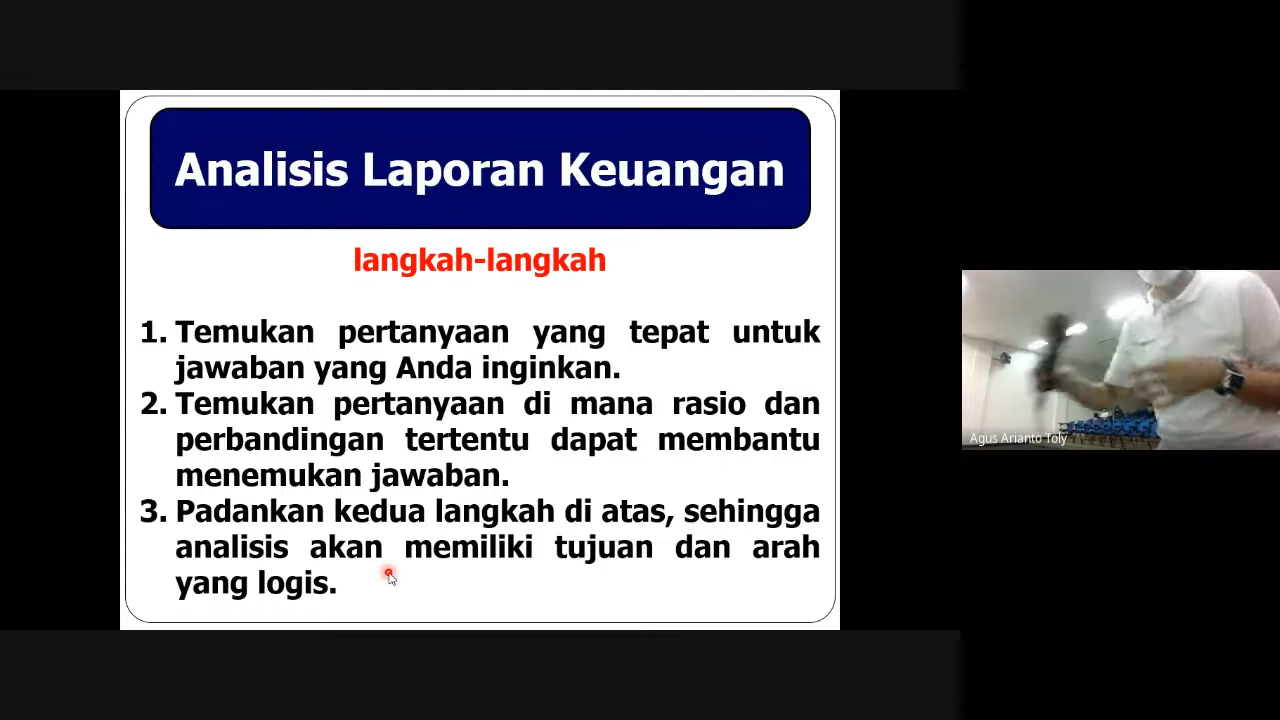 Analisis Laporan Keuangan
langkah-langkah
1. Temukan pertanyaan yang tepat untuk
jawaban yang Anda inginkan.
2. Temukan pertanyaan di mana rasio dan
perbandingan tertentu dapat membantu
menemukan jawaban.
3. Padankan kedua langkah di atas, sehingga
analisis akan memiliki tujuan dan arah
yang logis.
Agus Arianto Toly